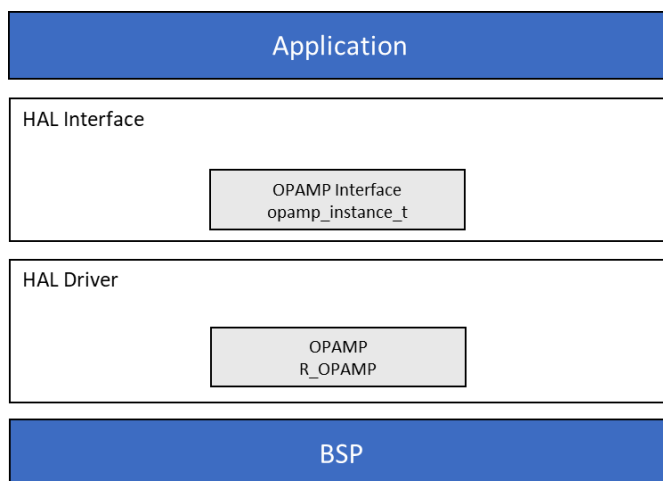 Application
HAL Interface
OPAMP Interface
opamp_instance_t
HAL Driver
OPAMP
R_OPAMP
BSP